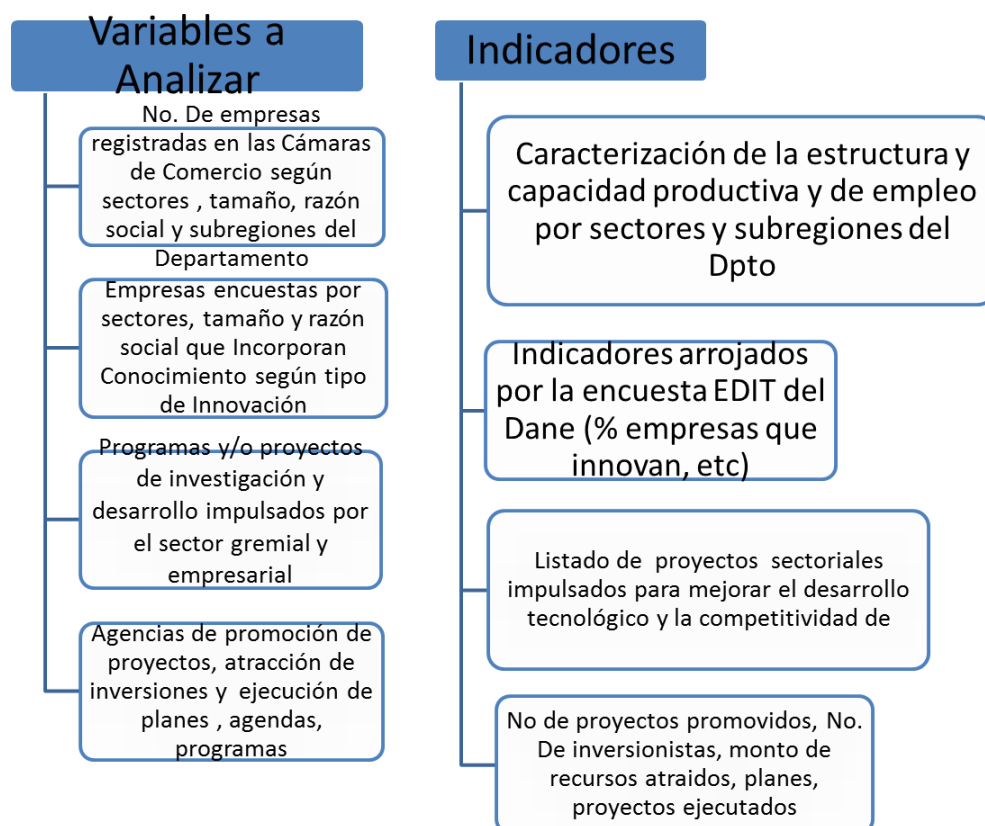 Variables a
Analizar
No. De empresas
registradas en las Cámaras
de Comercio según
sectores , tamaño, razón
social y subregiones del
Departamento
Empresas encuestas por
sectores, tamaño y razón
social que Incorporan
Conocimiento según tipo
de Innovación
Programas y/o proyectos
de investigación y
desarrollo impulsados por
el sector gremial y
empresarial
Agencias de promoción de
proyectos, atracción de
inversiones y ejecución de
planes , agendas,
programas
Indicadores
Caracterización de la estructura y
capacidad productiva y de empleo
por sectores y subregiones del
Dpto
Indicadores arrojados
por la encuesta EDIT del
Dane (% empresas que
innovan, etc)
Listado de proyectos sectoriales
impulsados para mejorar el desarrollo
tecnológico y la competitividad de
No de proyectos promovidos, No.
De inversionistas, monto de
recursos atraidos, planes,
proyectos ejecutados